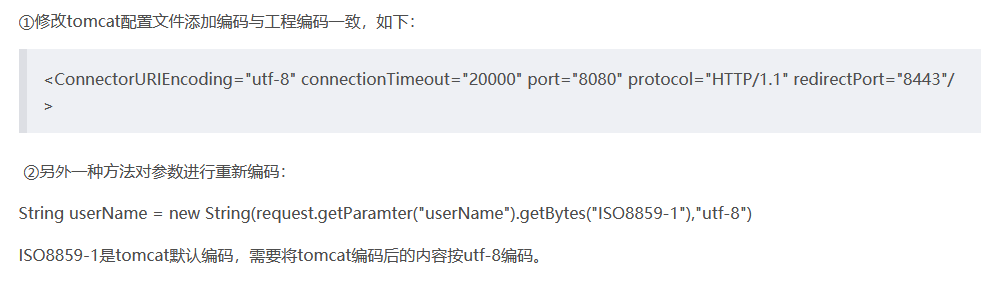 ①修改tomcat配置文件添加编码与工程编码一致，如下：
<ConnectorURIEncoding="utf-8" connectionTimeout="20000" port="8080" protocol="HTTP/1.1" redirectPort="8443"/
>
②另外一种方法对参数进行重新编码：
String userName = new String(request.getParamter("userName").getBytes("ISO8859-1"),"utf-8")
ISO8859-1是tomcat默认编码，需要将tomcat编码后的内容按utf-8编码。